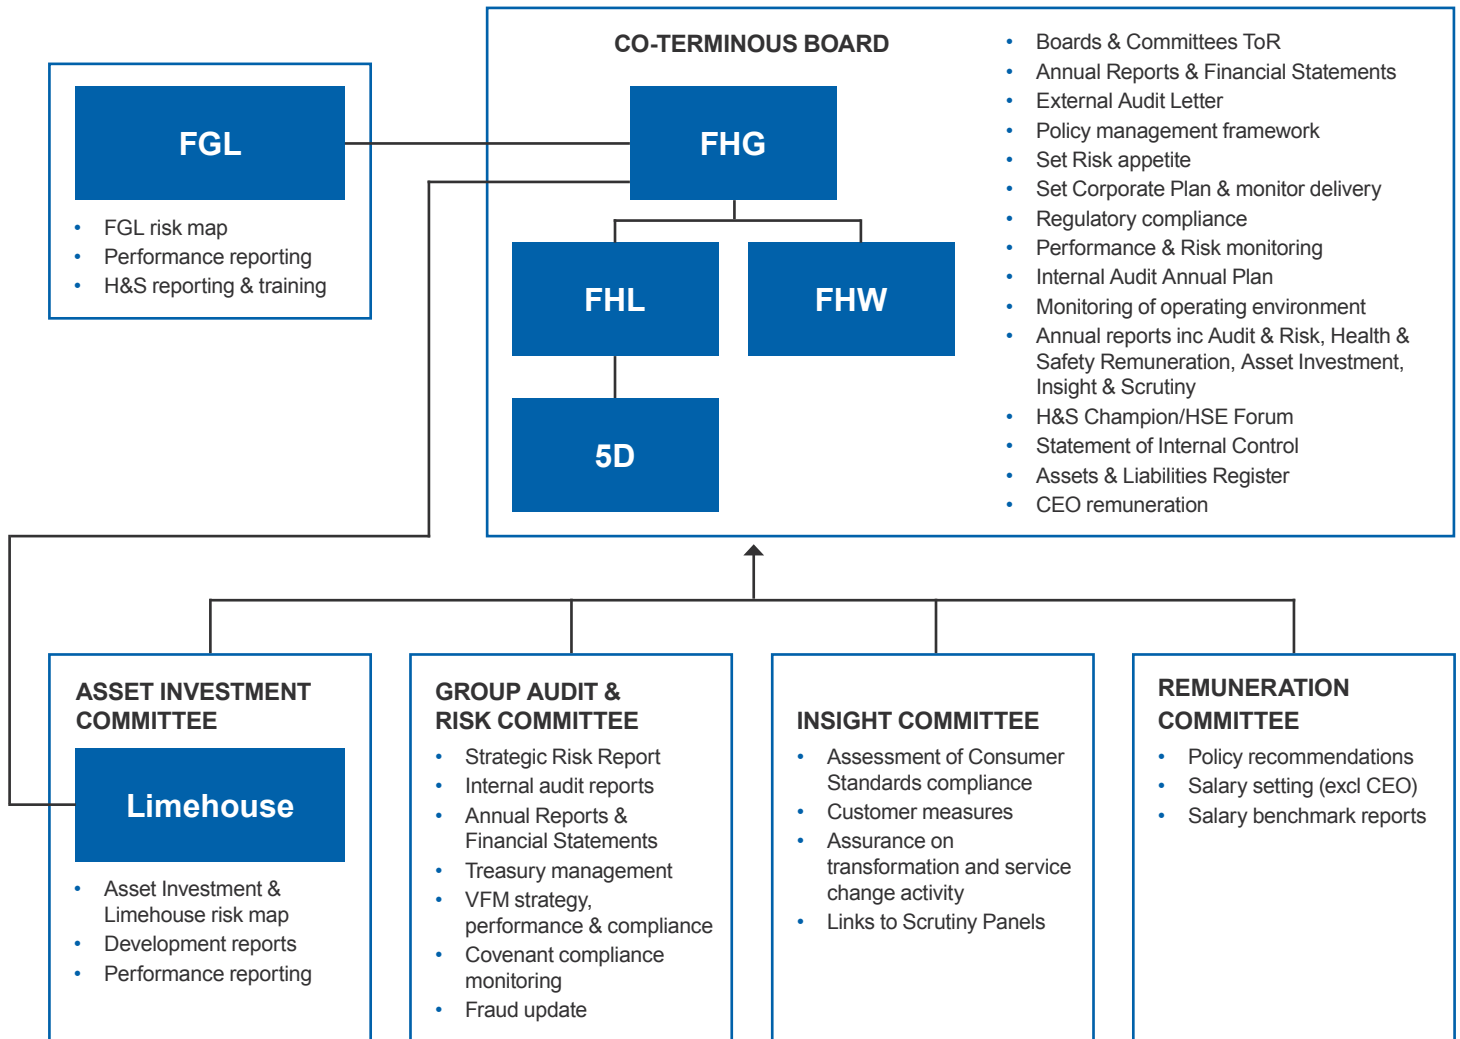 CO-TERMINOUS BOARD
FGL
• FGL risk map
• Performance reporting
• H&S reporting & training
FHG
FHL
FHW
5D
• Boards & Committees ToR
• Annual Reports & Financial Statements
• External Audit Letter
• Policy management framework
• Set Risk appetite
• Set Corporate Plan & monitor delivery
• Regulatory compliance
• Performance & Risk monitoring
• Internal Audit Annual Plan
• Monitoring of operating environment
• Annual reports inc Audit & Risk, Health &
Safety Remuneration, Asset Investment,
Insight & Scrutiny
• H&S Champion/HSE Forum
• Statement of Internal Control
• Assets & Liabilities Register
• CEO remuneration
ASSET INVESTMENT
COMMITTEE
Limehouse
• Asset Investment &
Limehouse risk map
• Development reports
• Performance reporting
GROUP AUDIT &
RISK COMMITTEE
• Strategic Risk Report
• Internal audit reports
• Annual Reports &
Financial Statements
• Treasury management
• VFM strategy,
performance & compliance
• Covenant compliance
monitoring
• Fraud update
INSIGHT COMMITTEE
• Assessment of Consumer
Standards compliance
• Customer measures
• Assurance on
transformation and service
change activity
• Links to Scrutiny Panels
REMUNERATION
COMMITTEE
• Policy recommendations
• Salary setting (excl CEO)
• Salary benchmark reports